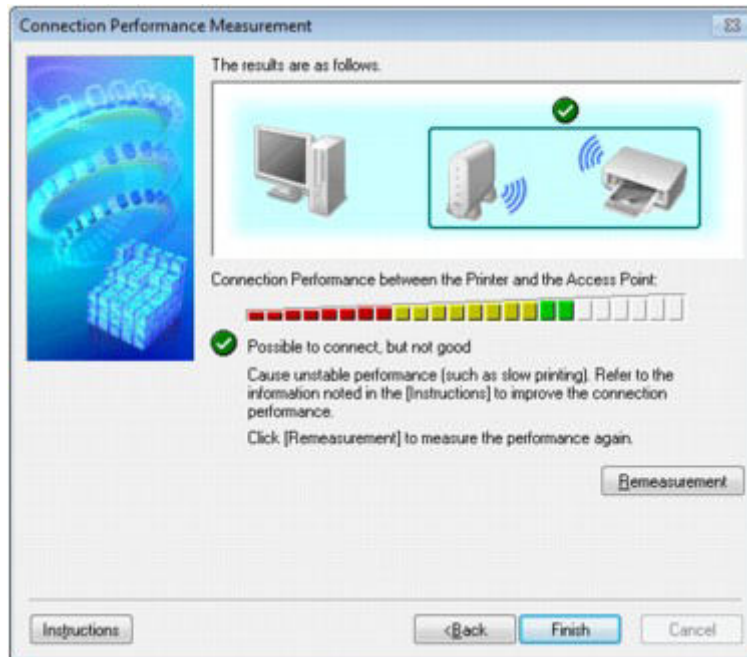 Connection Performance Measurement
The results are as follows.
Connection Performance between the Printer and the Access Point:
Possible to connect, but not good
Cause unstable performance (such as slow printing). Refer to the
information noted in the [Instructions] to improve the connection
performance.
Click [Remeasurement] to measure the performance again.
Remeasurement
Instructions
<Back
Finish
Cancel